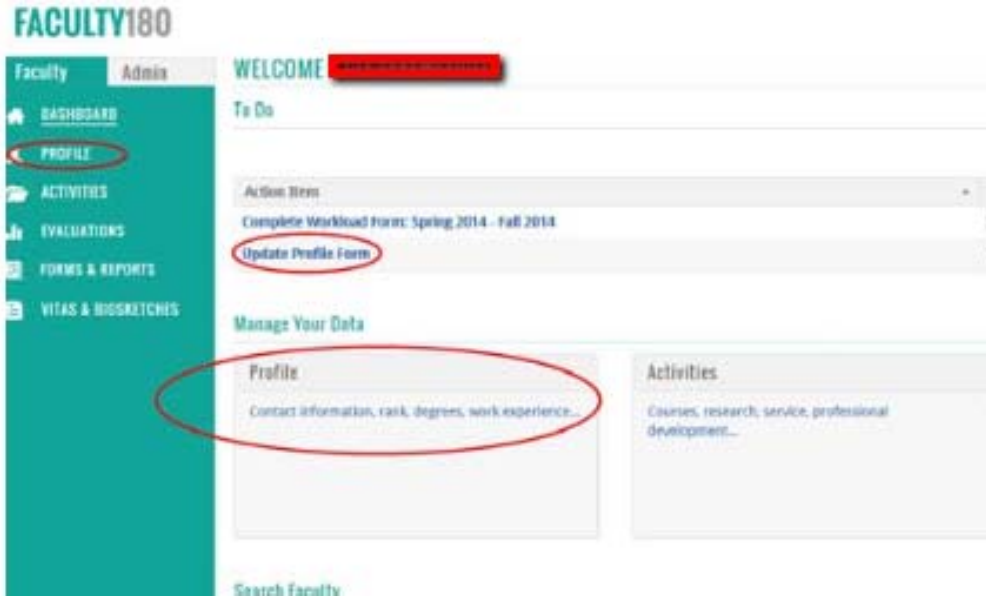 FACULTY180
Faculty Admin
WELCOME
DASHBOARD
PROFILE
ACTIVITIES
EVALUATIONS
FORMS & REPORTS
VITAS & BIOSKETCHES
To Do
Action Item
Complete Workload Form: Spring 2014 - Fall 2014
Update Profile Form
Manage Your Data
Profile
Contact information, rank, degrees, work experience...
Activities
Courses, research, service, professional
development...
Search Faculty